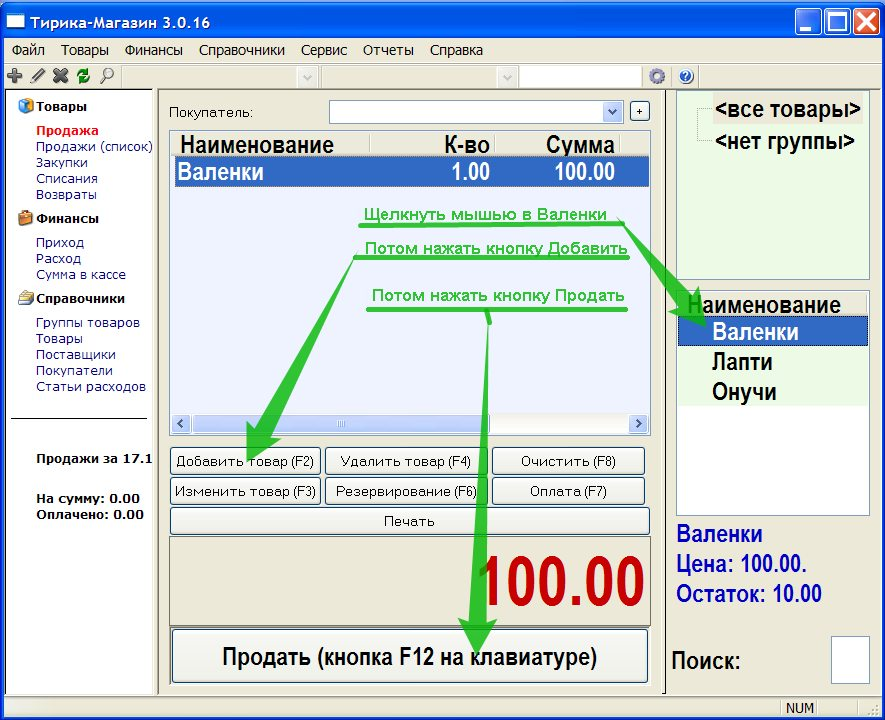 Тирика-Магазин 3.0.16
Файл Товары Финансы Справочники Сервис Отчеты Справка
Товары
Продажа
Продажи (список)
Закупки
Списания
Возвраты
Финансы
Приход
Расход
Сумма в кассе
Справочники
Группы товаров
Товары
Поставщики
Покупатели
Статьи расходов
Продажи за 17.1
На сумму: 0.00
Оплачено: 0.00
Покупатель:
+
Наименование К-во Сумма
Валенки 1.00 100.00
Щелкнуть мышью в Валенки
Потом нажать кнопку Добавить
Потом нажать кнопку Продать
Добавить товар (F2) Удалить товар (F4) Очистить (F8)
Изменить товар (F3) Резервирование (F6) Оплата (F7)
Печать
100.00
Продать (кнопка F12 на клавиатуре)
<все товары>
<нет группы>
Наименование
Валенки
Лапти
Онучи
Валенки
Цена: 100.00.
Остаток: 10.00
Поиск:
NUM